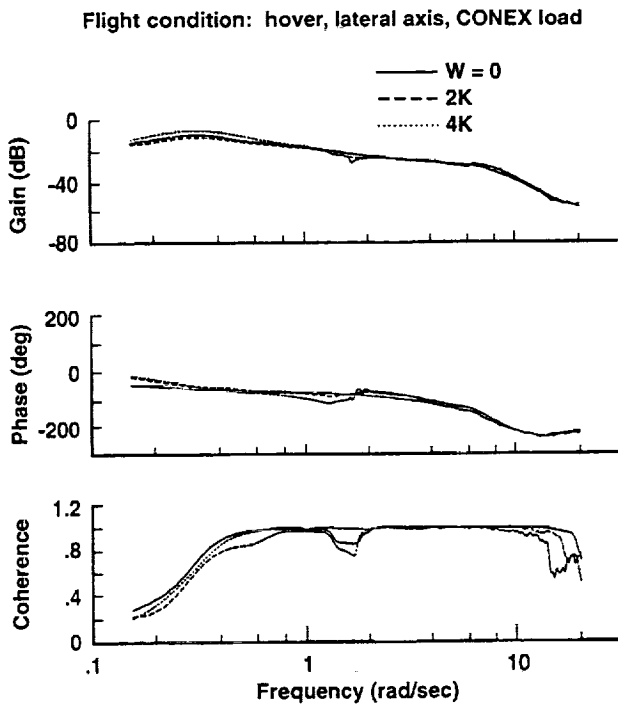 Flight condition: hover, lateral axis, CONEX load
W = 0
2K
4K
Gain (dB)
0
-40
-80
Phase (deg)
200
0
-200
Coherence
1.2
.8
.4
0
.1
1
10
Frequency (rad/sec)